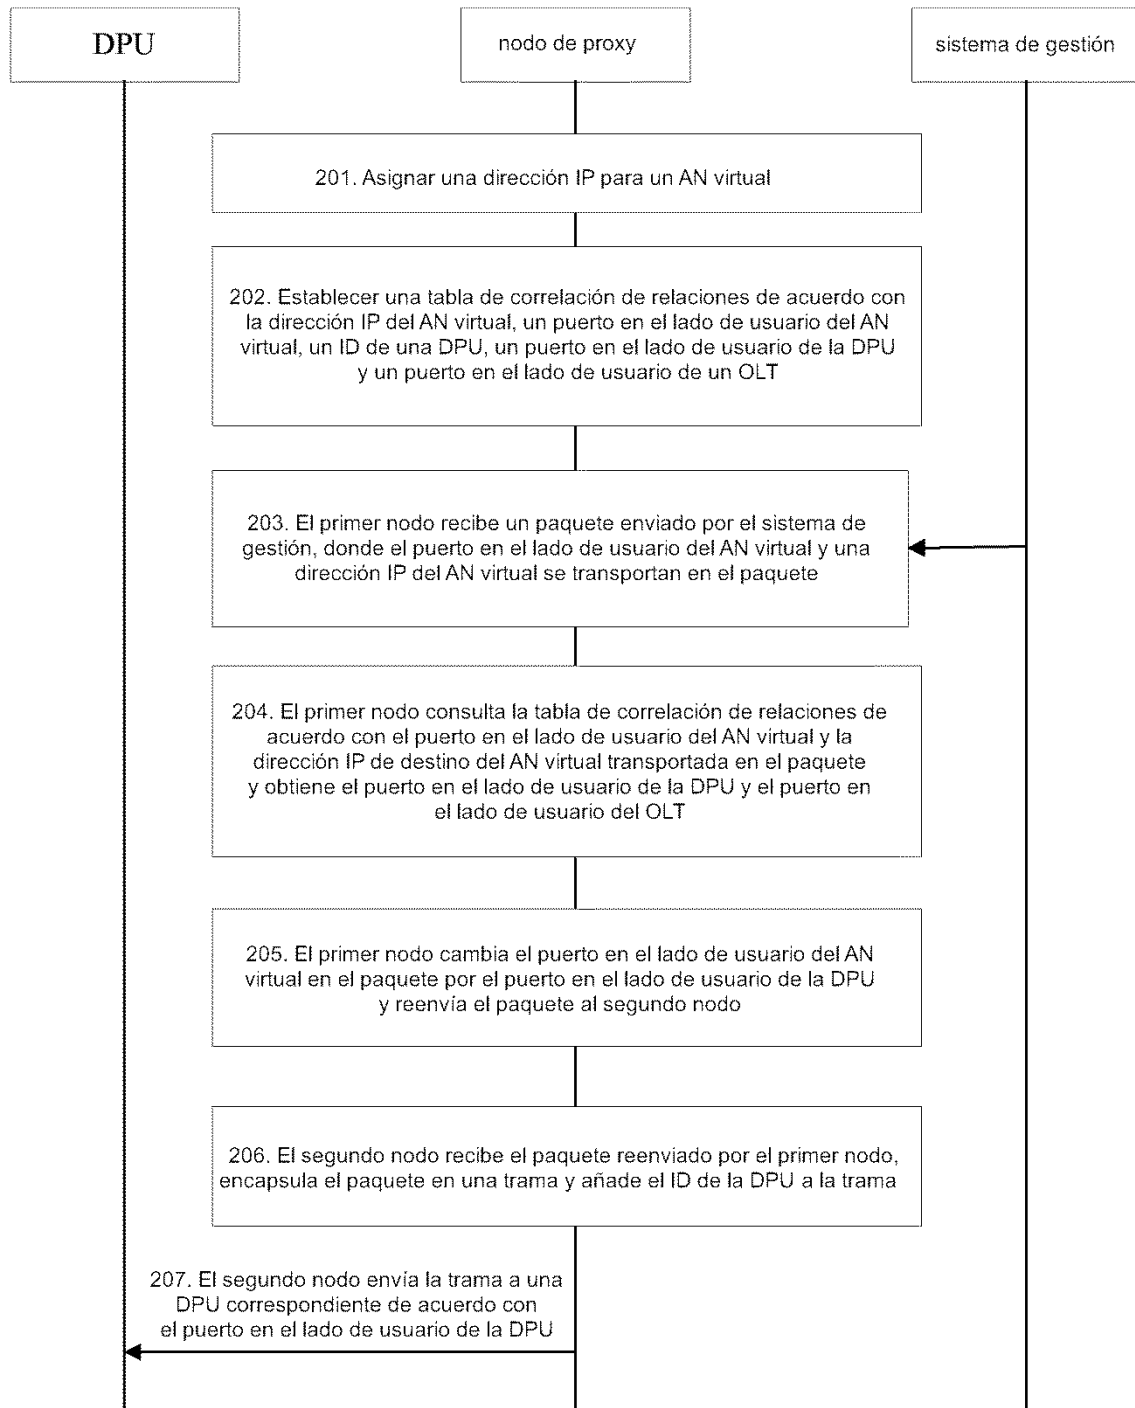 DPU
nodo de proxy
sistema de gestión
201. Asignar una dirección IP para un AN virtual
202. Establecer una tabla de correlación de relaciones de acuerdo con
la dirección IP del AN virtual, un puerto en el lado de usuario del AN
virtual, un ID de una DPU, un puerto en el lado de usuario de la DPU
y un puerto en el lado de usuario de un OLT
203. El primer nodo recibe un paquete enviado por el sistema de
gestión, donde el puerto en el lado de usuario del AN virtual y una
dirección IP del AN virtual se transportan en el paquete
204. El primer nodo consulta la tabla de correlación de relaciones de
acuerdo con el puerto en el lado de usuario del AN virtual y la
dirección IP de destino del AN virtual transportada en el paquete
y obtiene el puerto en el lado de usuario de la DPU y el puerto en
el lado de usuario del OLT
205. El primer nodo cambia el puerto en el lado de usuario del AN
virtual en el paquete por el puerto en el lado de usuario de la DPU
y reenvía el paquete al segundo nodo
206. El segundo nodo recibe el paquete reenviado por el primer nodo,
encapsula el paquete en una trama y añade el ID de la DPU a la trama
207. El segundo nodo envía la trama a una
DPU correspondiente de acuerdo con
el puerto en el lado de usuario de la DPU